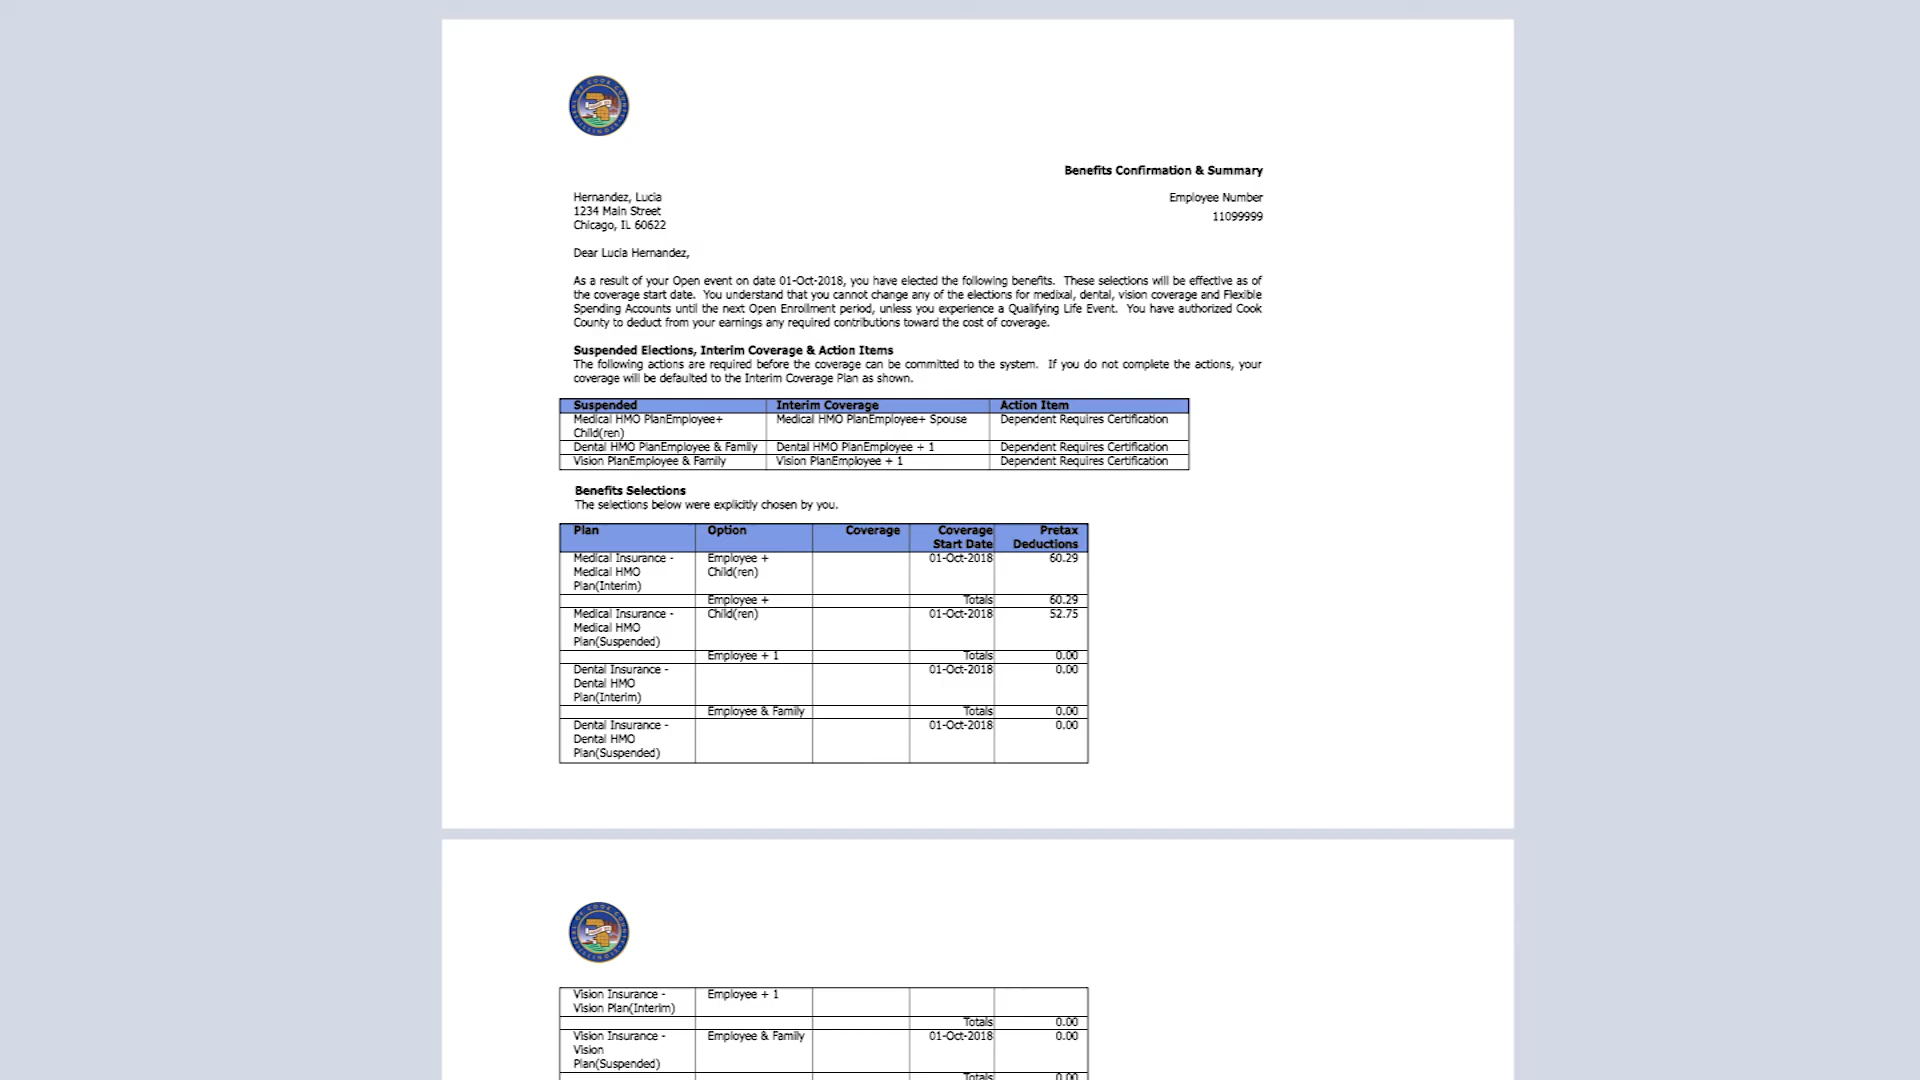 Benefits Confirmation & Summary
Hernandez, Lucia
Employee Number
1234 Main Street
11099999
Chicago, IL 60622
Dear Lucia Hernandez,
As a result of your Open event on date 01-Oct-2018, you have elected the following benefits. These selections will be effective as of
the coverage start date. You understand that you cannot change any of the elections for medixal, dental, vision coverage and Flexible
Spending Accounts until the next Open Enrollment period, unless you experience a Qualifying Life Event. You have authorized Cook
County to deduct from your earnings any required contributions toward the cost of coverage.
Suspended Elections, Interim Coverage & Action Items
The following actions are required before the coverage can be committed to the system. If you do not complete the actions, your
coverage will be defaulted to the Interim Coverage Plan as shown.
Suspended Interim Coverage Action Item
Medical HMO PlanEmployee+ Medical HMO PlanEmployee+ Spouse Dependent Requires Certification
Child(ren)
Dental HMO PlanEmployee & Family Dental HMO PlanEmployee + 1 Dependent Requires Certification
Vision PlanEmployee & Family Vision PlanEmployee + 1 Dependent Requires Certification
Benefits Selections
The selections below were explicitly chosen by you.
Plan Option Coverage Coverage Pretax
Start Date Deductions
Medical Insurance - Employee + 01-Oct-2018 60.29
Medical HMO Child(ren)
Plan(Interim)
Employee + Totals 60.29
Medical Insurance - Child(ren) 01-Oct-2018 52.75
Medical HMO
Plan(Suspended)
Employee + 1 Totals 0.00
Dental Insurance - 01-Oct-2018 0.00
Dental HMO
Plan(Interim)
Employee & Family Totals 0.00
Dental Insurance - 01-Oct-2018 0.00
Dental HMO
Plan(Suspended)
Vision Insurance - Employee + 1
Vision Plan(Interim)
Totals 0.00
Vision Insurance - Employee & Family 01-Oct-2018 0.00
Vision
Plan(Suspended)
Totals 0.00